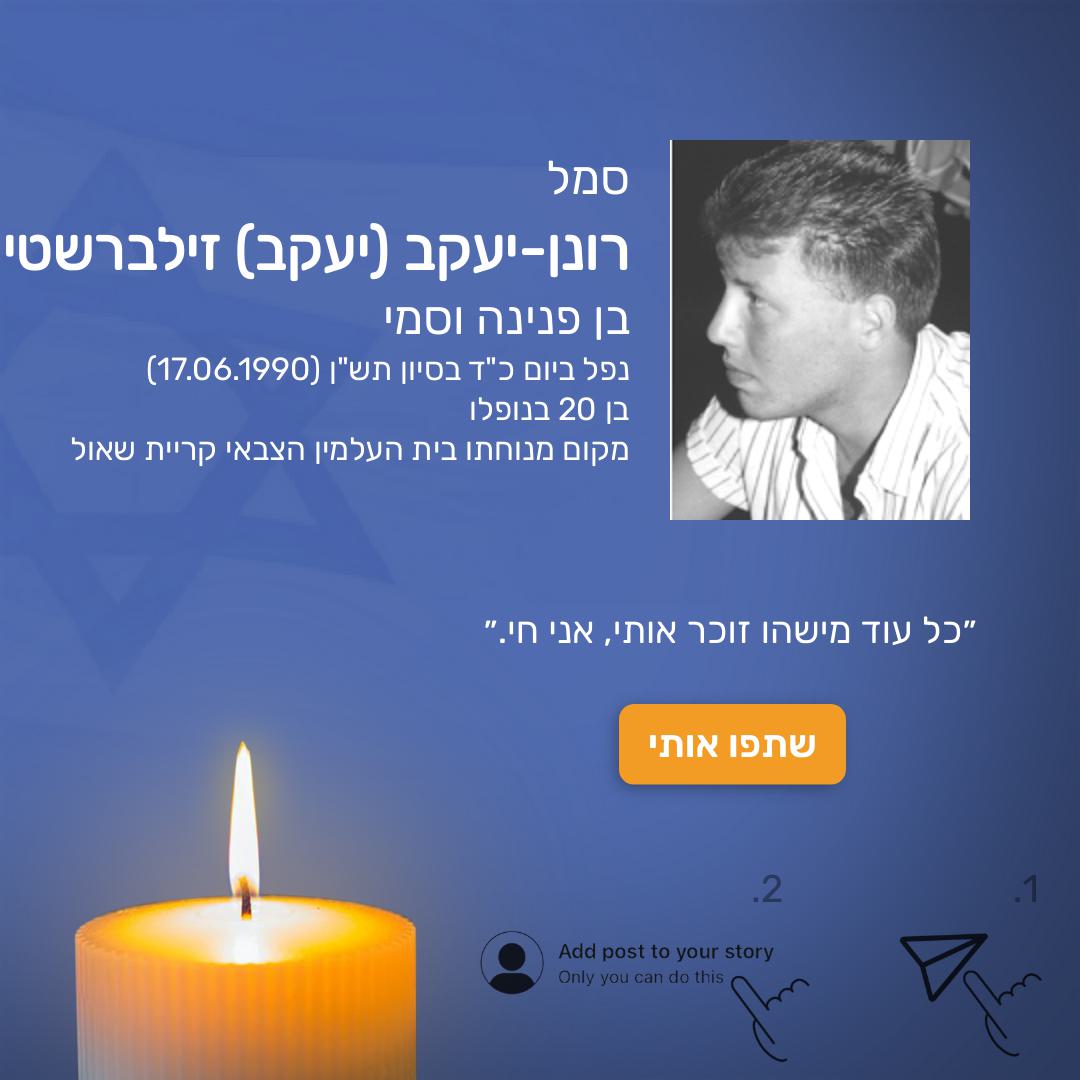 סמל
רונן-יעקב (יעקב) זילברשטי
בן פנינה וסמי
נפל ביום כ"ד בסיון תש"ן (17.06.1990)
בן 20 בנופלו
מקום מנוחתו בית העלמין הצבאי קריית שאול
״כל עוד מישהו זוכר אותי, אני חי.״
שתפו אותי
1.
2.
Add post to your story
Only you can do this